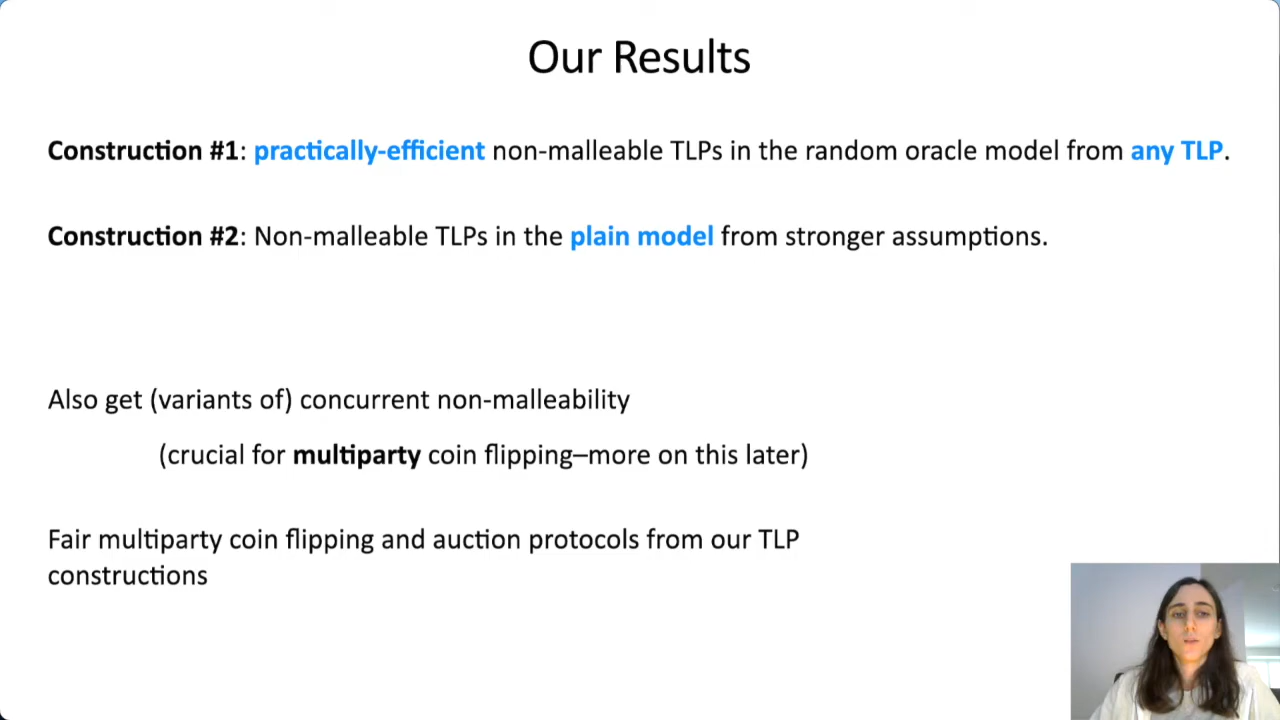 Our Results
Construction #1: practically-efficient non-malleable TLPs in the random oracle model from any TLP.
Construction #2: Non-malleable TLPs in the plain model from stronger assumptions.
Also get (variants of) concurrent non-malleability
(crucial for multiparty coin flipping–more on this later)
Fair multiparty coin flipping and auction protocols from our TLP
constructions